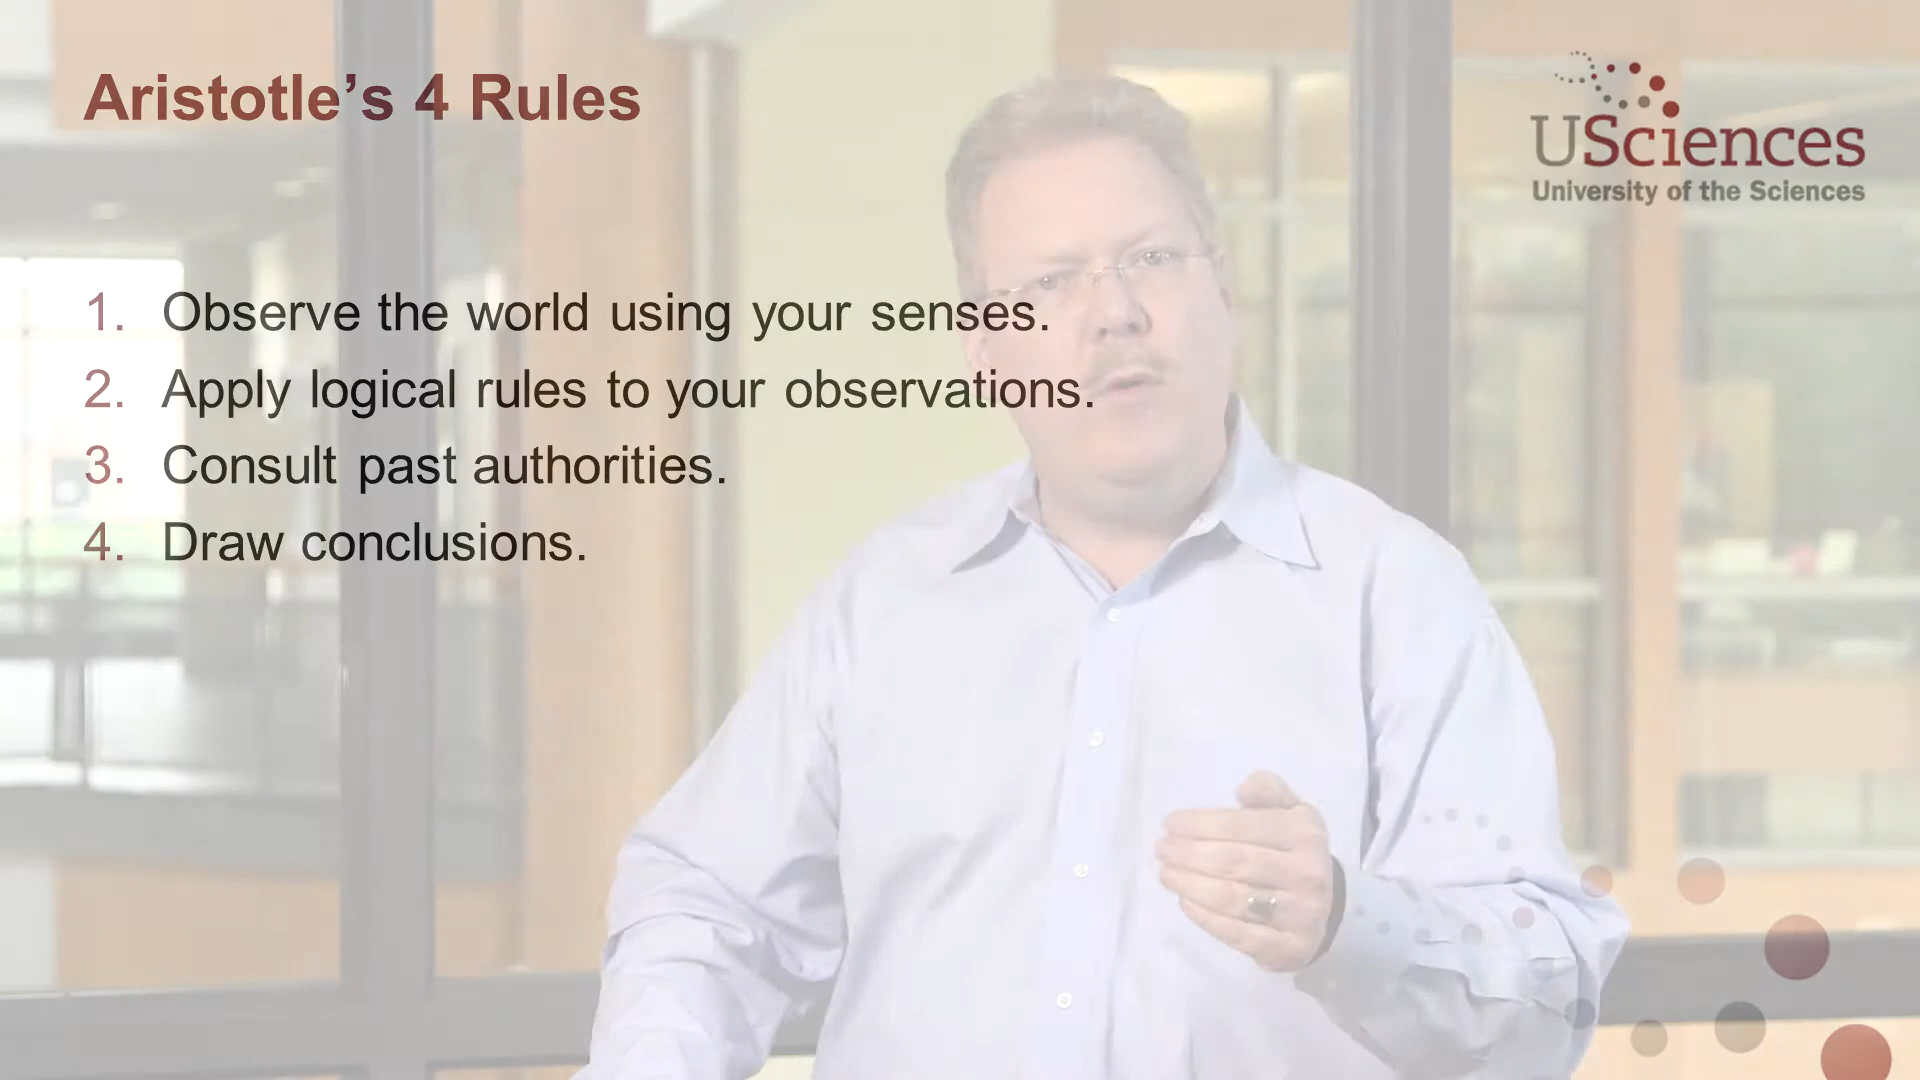 Aristotle’s 4 Rules
USciences
University of the Sciences
1. Observe the world using your senses.
2. Apply logical rules to your observations.
3. Consult past authorities.
4. Draw conclusions.